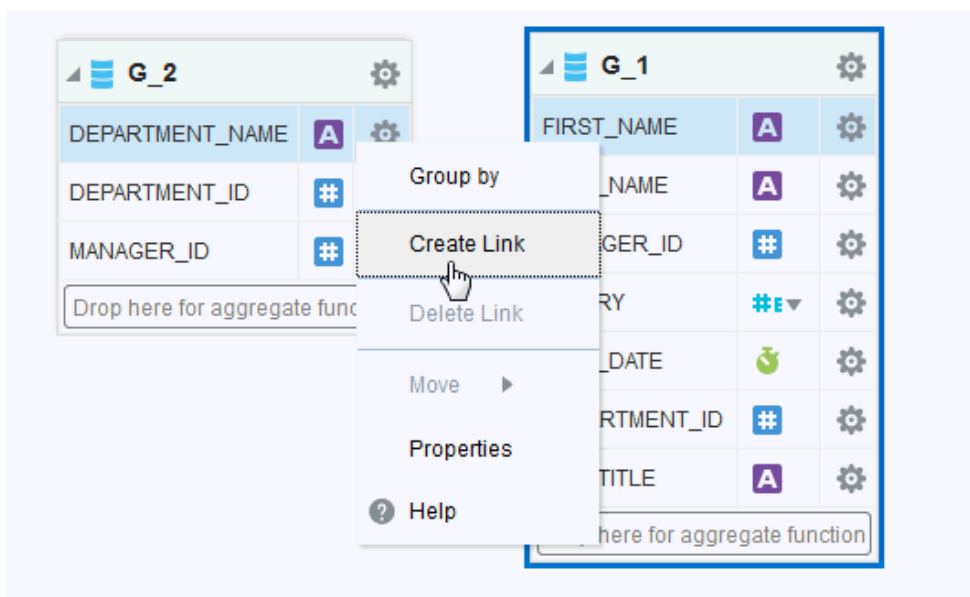 G_2
DEPARTMENT_NAME A
DEPARTMENT_ID #
MANAGER_ID #
Drop here for aggregate func
Group by
Create Link
Delete Link
Move
Properties
? Help
G_1
FIRST_NAME A
_NAME A
GER_ID #
RY #E
_DATE
RTMENT_ID #
TITLE A
here for aggregate function